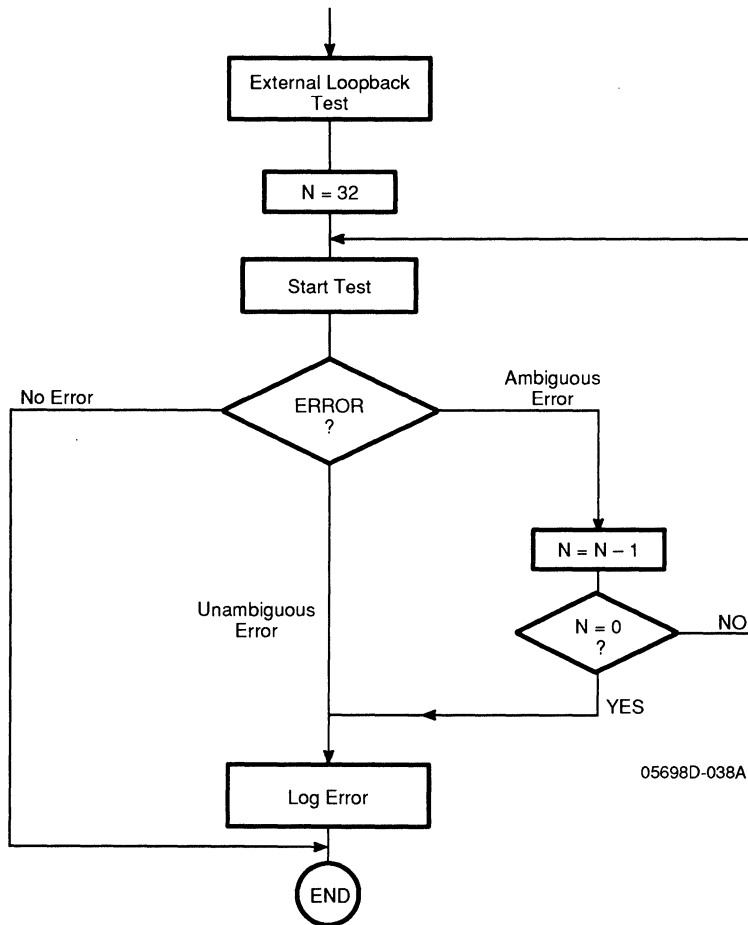 External Loopback
Test
N = 32
Start Test
No Error
ERROR
?
Ambiguous
Error
N = N – 1
Unambiguous
Error
N = 0
?
NO
YES
05698D-038A
Log Error
END